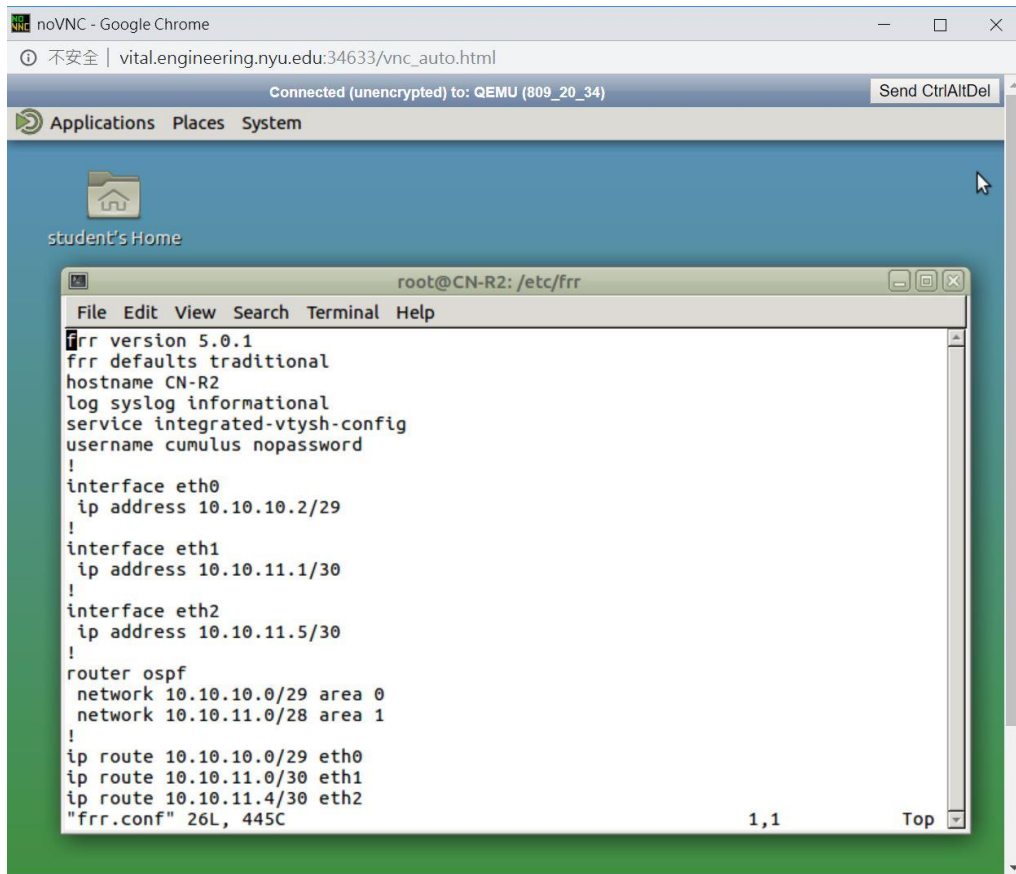 noVNC - Google Chrome
不安全 | vital.engineering.nyu.edu:34633/vnc_auto.html
Connected (unencrypted) to: QEMU (809_20_34)
Send CtrlAltDel
Applications Places System
student's Home
root@CN-R2: /etc/frr
File Edit View Search Terminal Help
frr version 5.0.1
frr defaults traditional
hostname CN-R2
log syslog informational
service integrated-vtysh-config
username cumulus nopassword
!
interface eth0
 ip address 10.10.10.2/29
!
interface eth1
 ip address 10.10.11.1/30
!
interface eth2
 ip address 10.10.11.5/30
!
router ospf
 network 10.10.10.0/29 area 0
 network 10.10.11.0/28 area 1
!
ip route 10.10.10.0/29 eth0
ip route 10.10.11.0/30 eth1
ip route 10.10.11.4/30 eth2
"frr.conf" 26L, 445C 1,1 Top